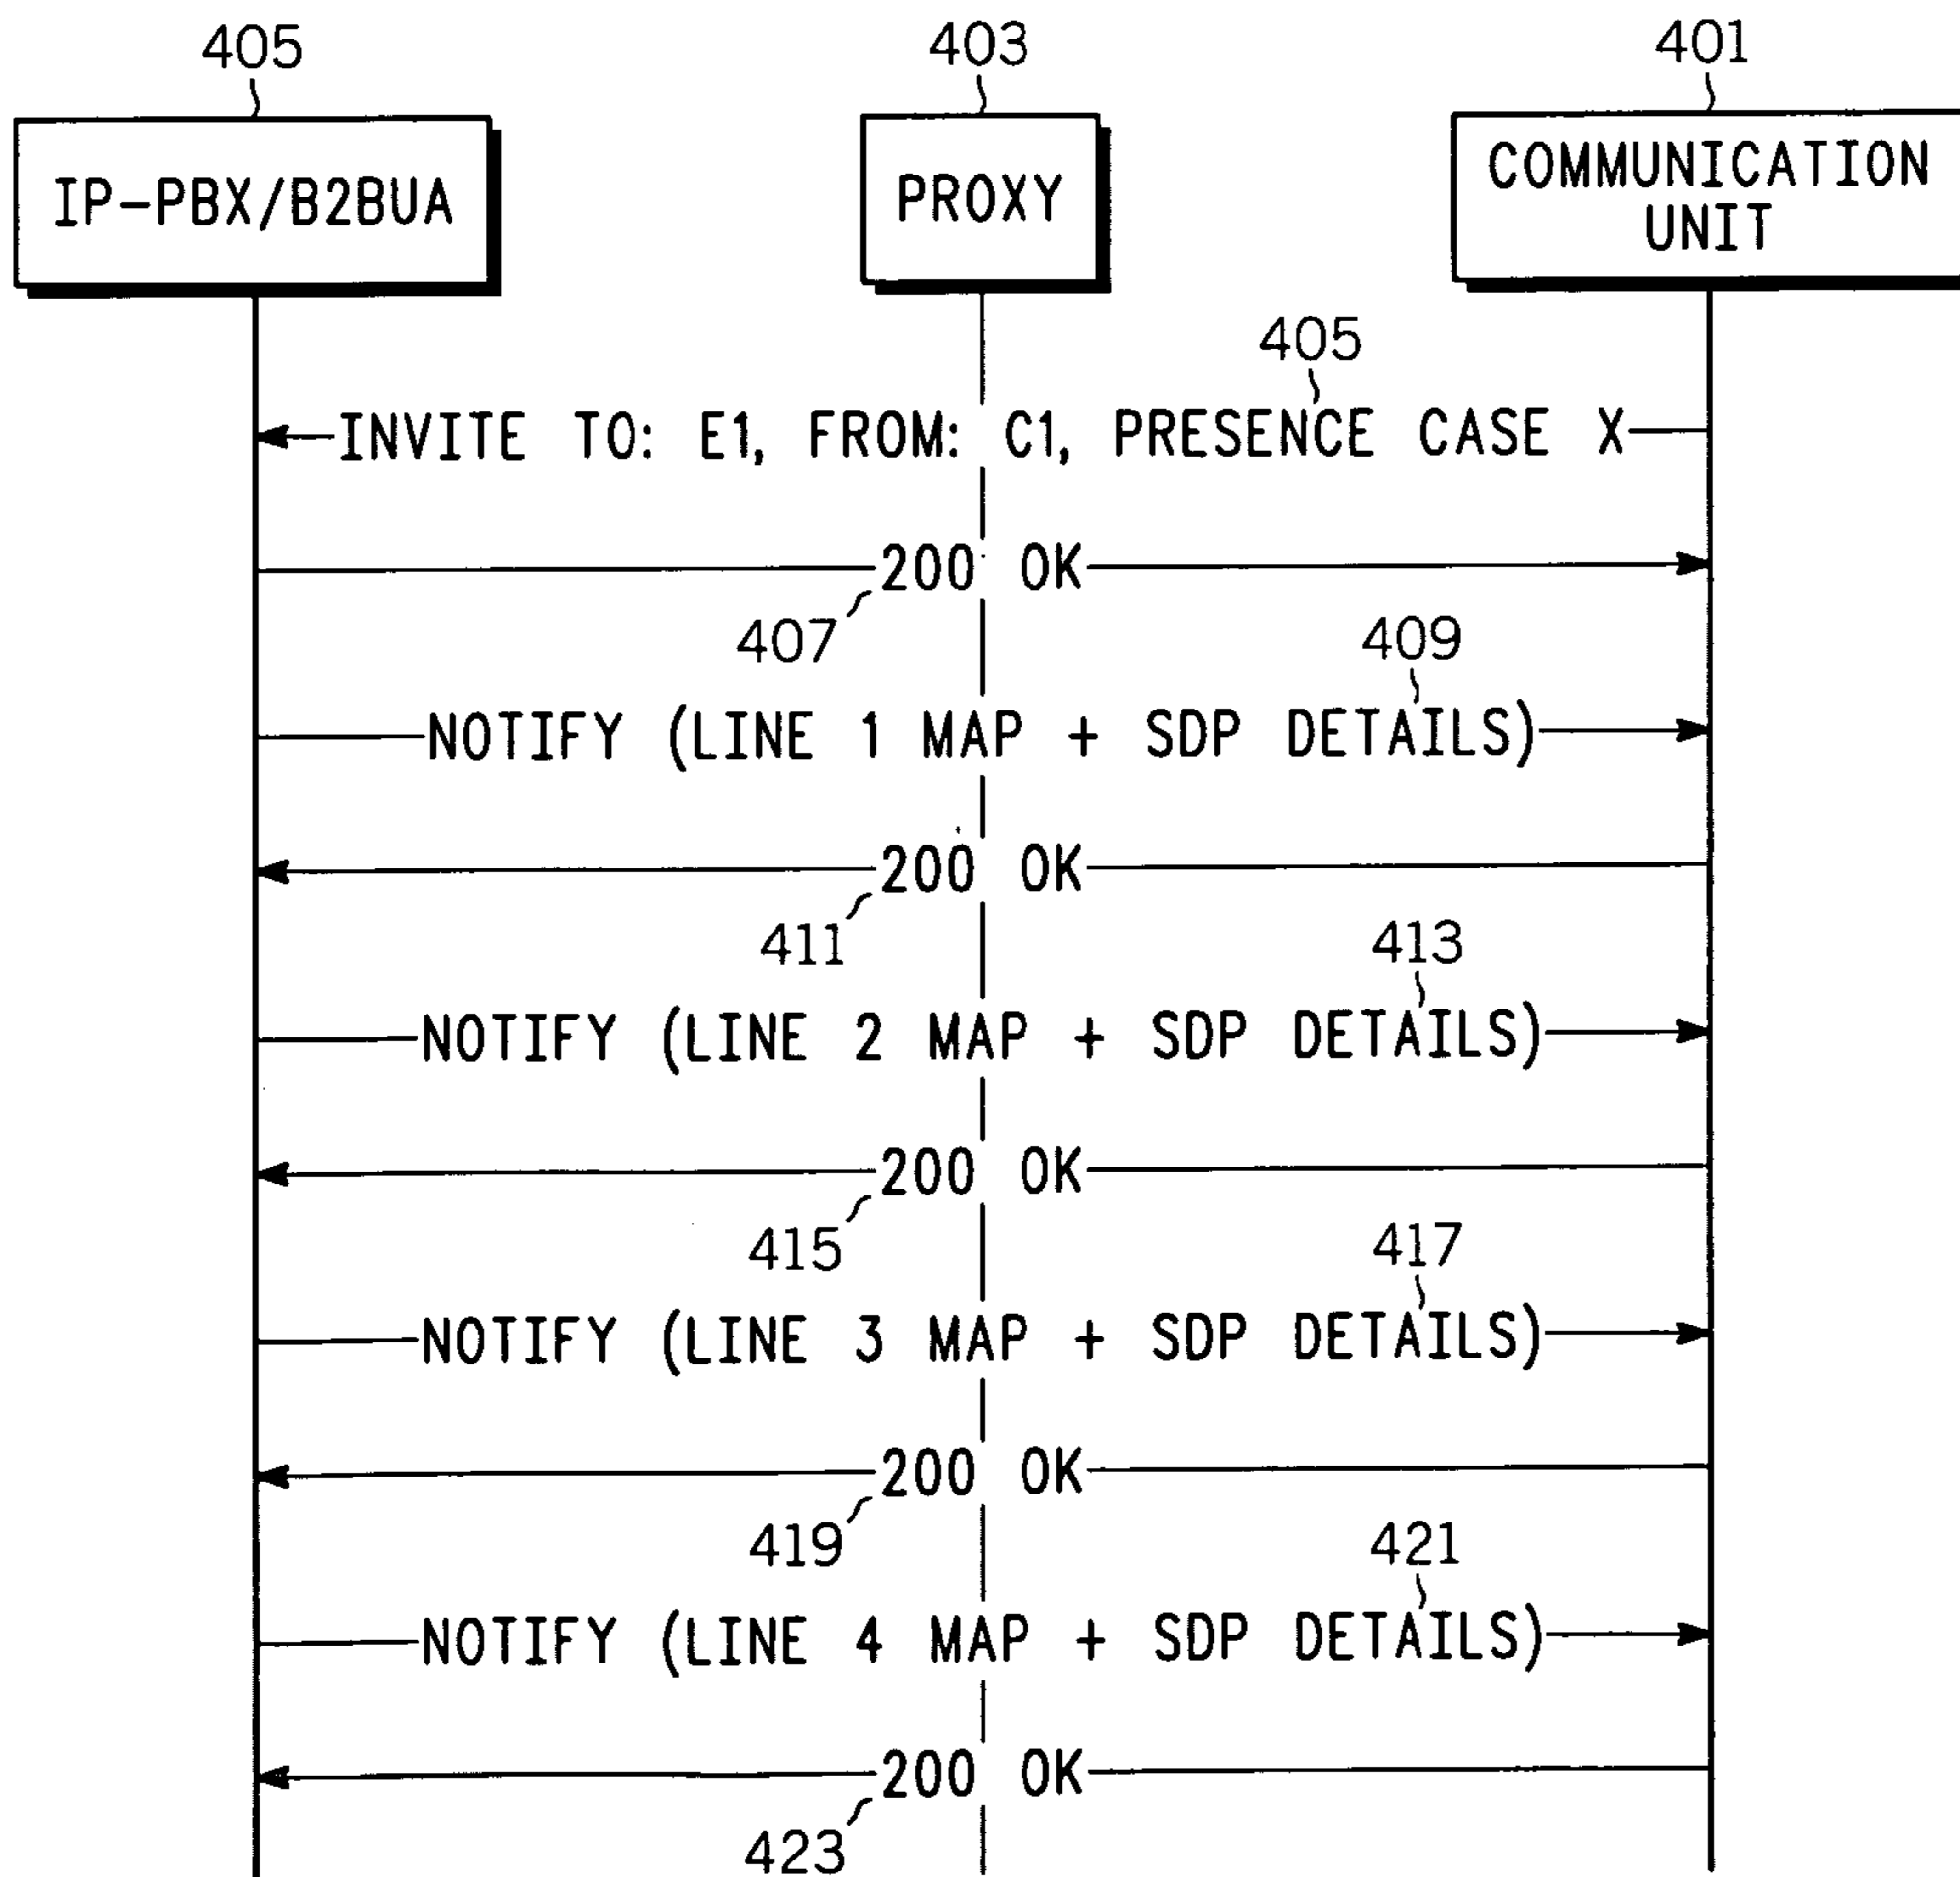 405
403
401
IP-PBX/B2BUA
PROXY
COMMUNICATION
UNIT
405
INVITE TO: E1, FROM: C1, PRESENCE CASE X
200 OK
407
409
NOTIFY (LINE 1 MAP + SDP DETAILS)
200 OK
411
413
NOTIFY (LINE 2 MAP + SDP DETAILS)
200 OK
415
417
NOTIFY (LINE 3 MAP + SDP DETAILS)
200 OK
419
421
NOTIFY (LINE 4 MAP + SDP DETAILS)
200 OK
423